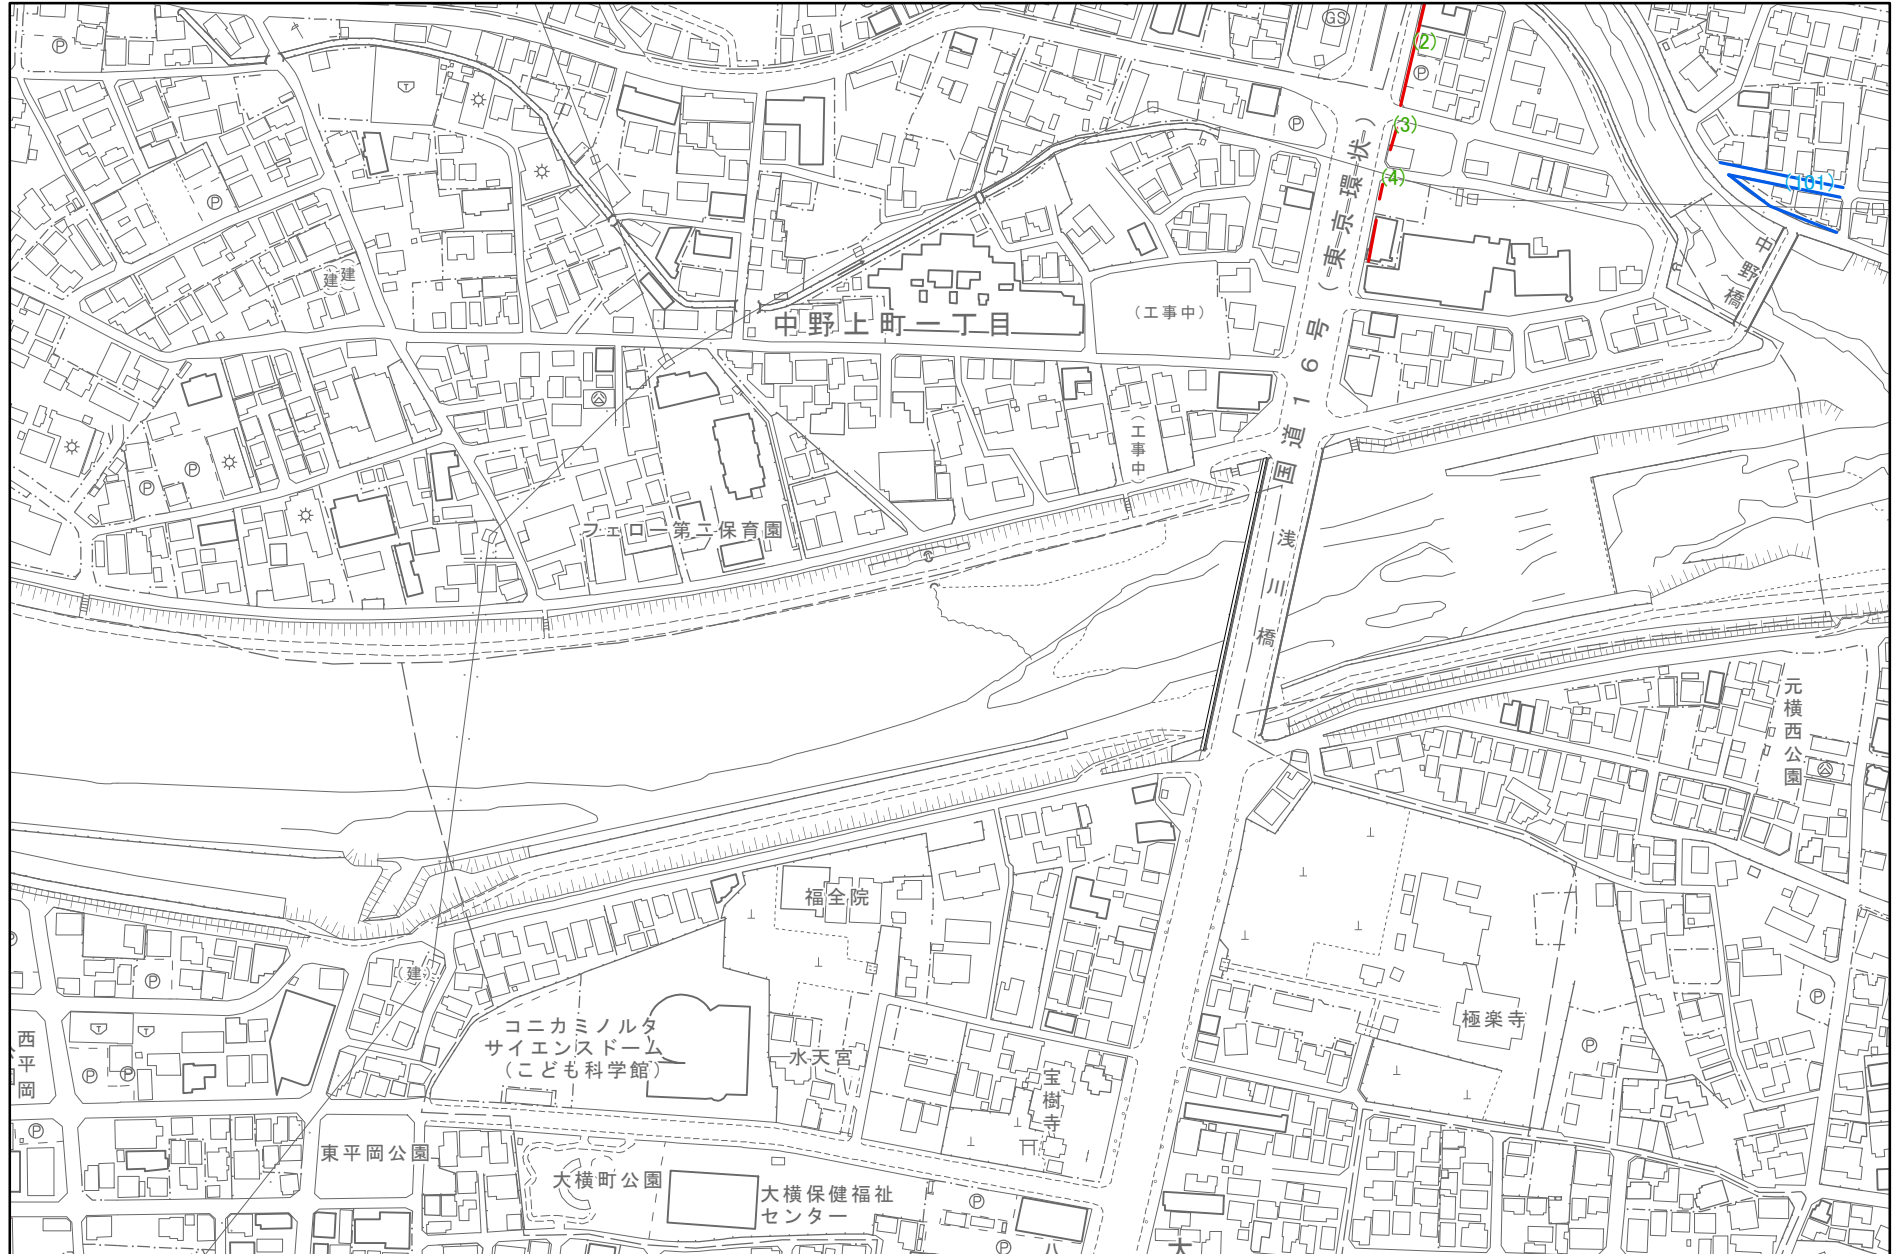 GS
(2)
(3)
(4)
(101)
国道16号(東京環状)
中野橋
建
建
中野上町一丁目
(工事中)
(工事中)
フェロー第二保育園
浅川橋
元横西公園
福全院
(建)
西平岡
コニカミノルタ
サイエンスドーム
(こども科学館)
水天宮
宝樹寺
極楽寺
東平岡公園
大横町公園
大横保健福祉
センター
八
大